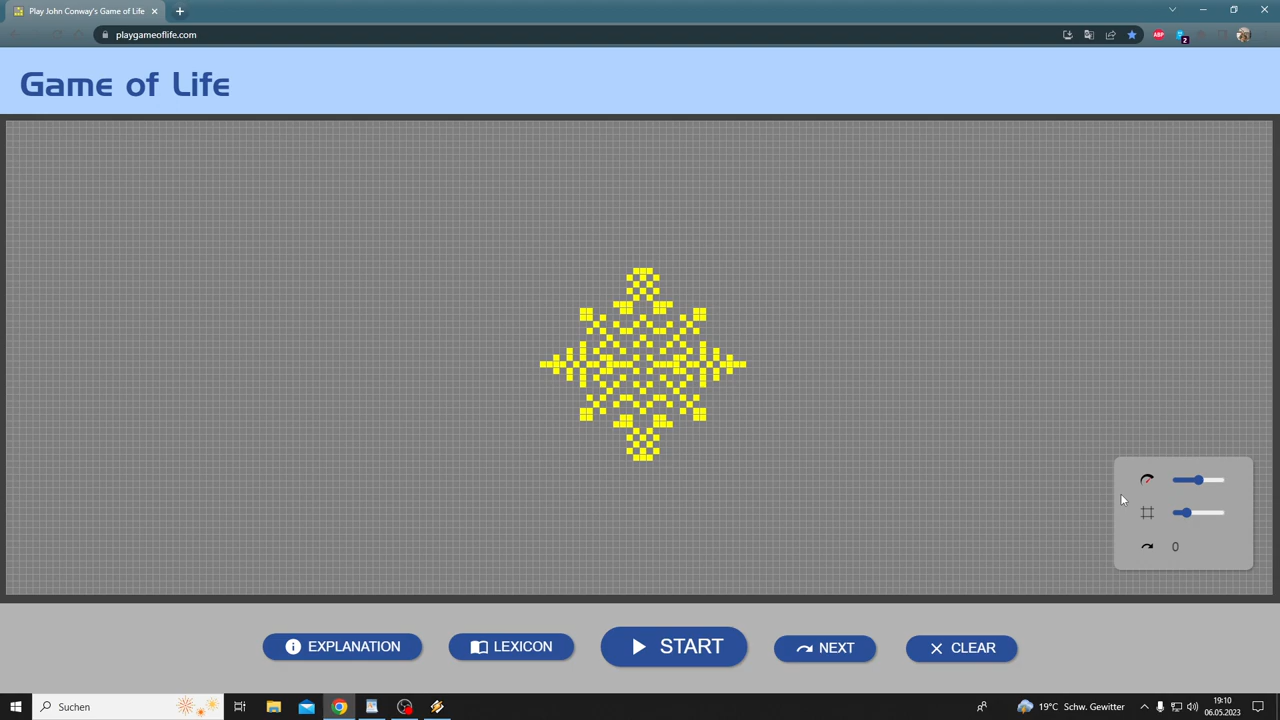 Play John Conway's Game of Life
playgameoflife.com
2
Game of Life
0
EXPLANATION
LEXICON
START
NEXT
CLEAR
Suchen
19°C Schw. Gewitter
19:10
06.05.2023